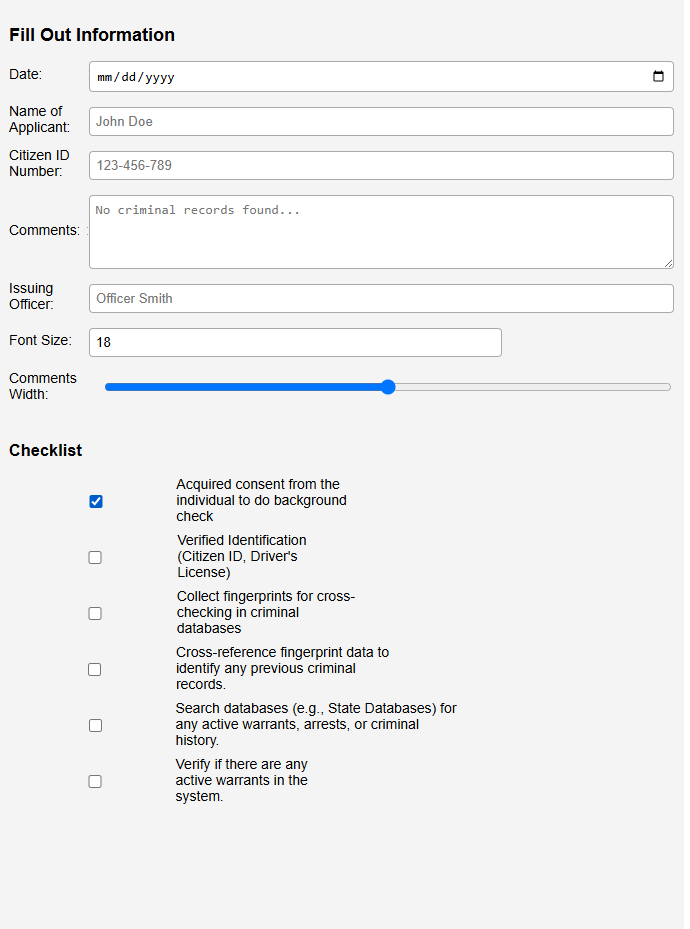 Fill Out Information
Date:
mm/dd/yyyy
Name of
Applicant:
John Doe
Citizen ID
Number:
123-456-789
Comments: :
No criminal records found...
Issuing
Officer:
Officer Smith
Font Size:
18
Comments
Width:
Checklist
Acquired consent from the
individual to do background
check
Verified Identification
(Citizen ID, Driver's
License)
Collect fingerprints for cross-
checking in criminal
databases
Cross-reference fingerprint data to
identify any previous criminal
records.
Search databases (e.g., State Databases) for
any active warrants, arrests, or criminal
history.
Verify if there are any
active warrants in the
system.